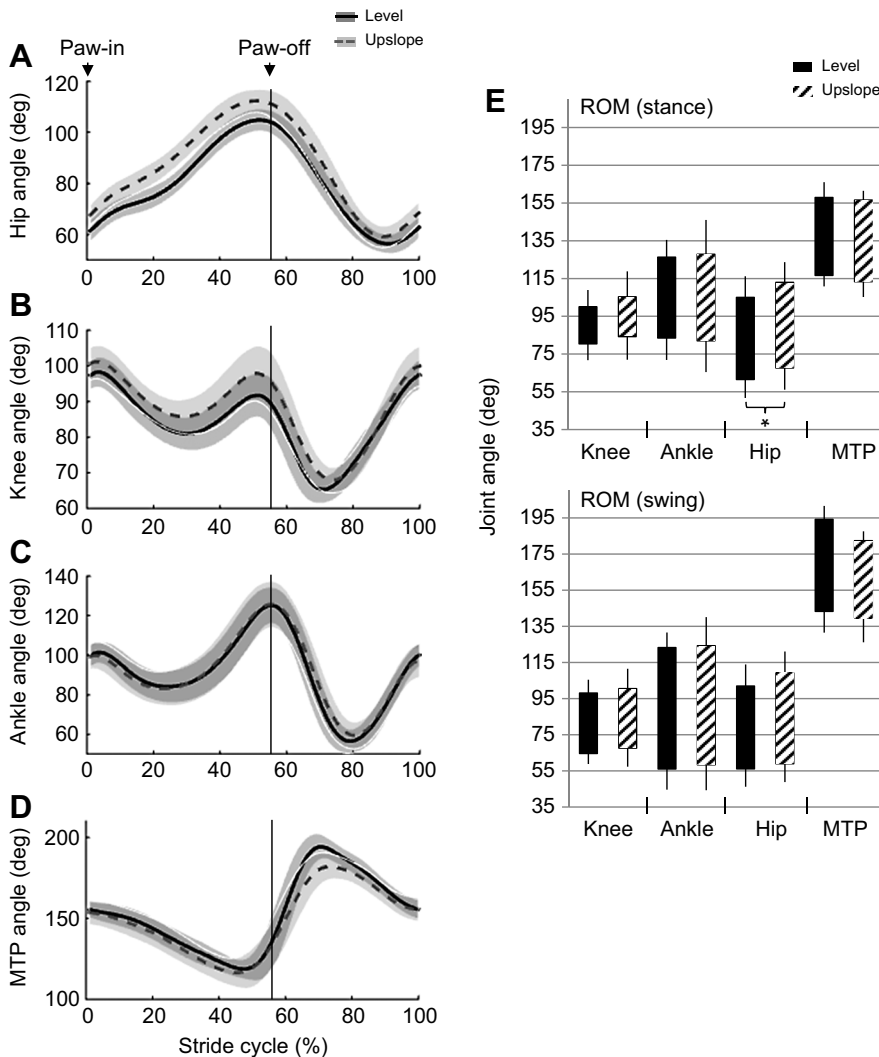 Level
Upslope
Paw-in
Paw-off
A
Hip angle (deg)
120
100
80
60
0 20 40 60 80 100
B
Knee angle (deg)
110
100
90
80
70
60
0 20 40 60 80 100
C
Ankle angle (deg)
140
120
100
80
60
0 20 40 60 80 100
D
MTP angle (deg)
200
150
100
0 20 40 60 80 100
Stride cycle (%)
E
Level
Upslope
Joint angle (deg)
ROM (stance)
195
175
155
135
115
95
75
55
35
*
Knee Ankle Hip MTP
ROM (swing)
195
175
155
135
115
95
75
55
35
Knee Ankle Hip MTP